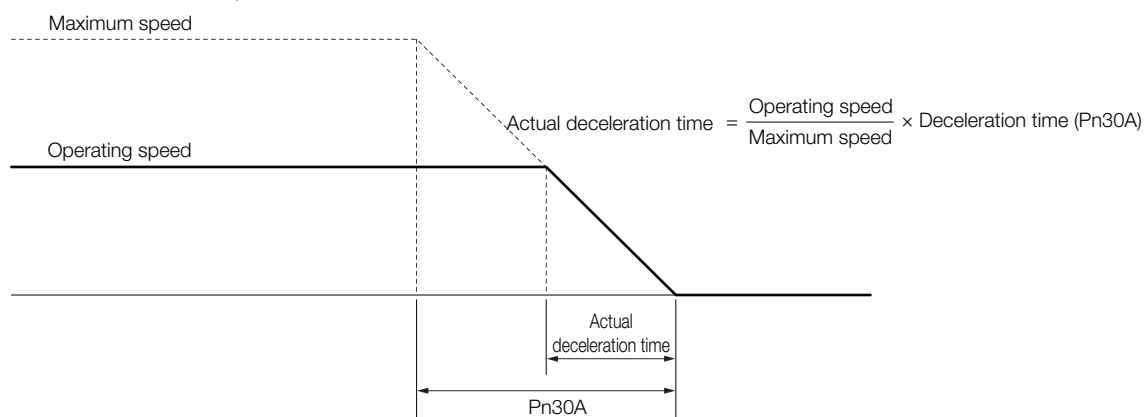 Maximum speed
Actual deceleration time = Operating speed / Maximum speed × Deceleration time (Pn30A)
Operating speed
Actual
deceleration time
Pn30A